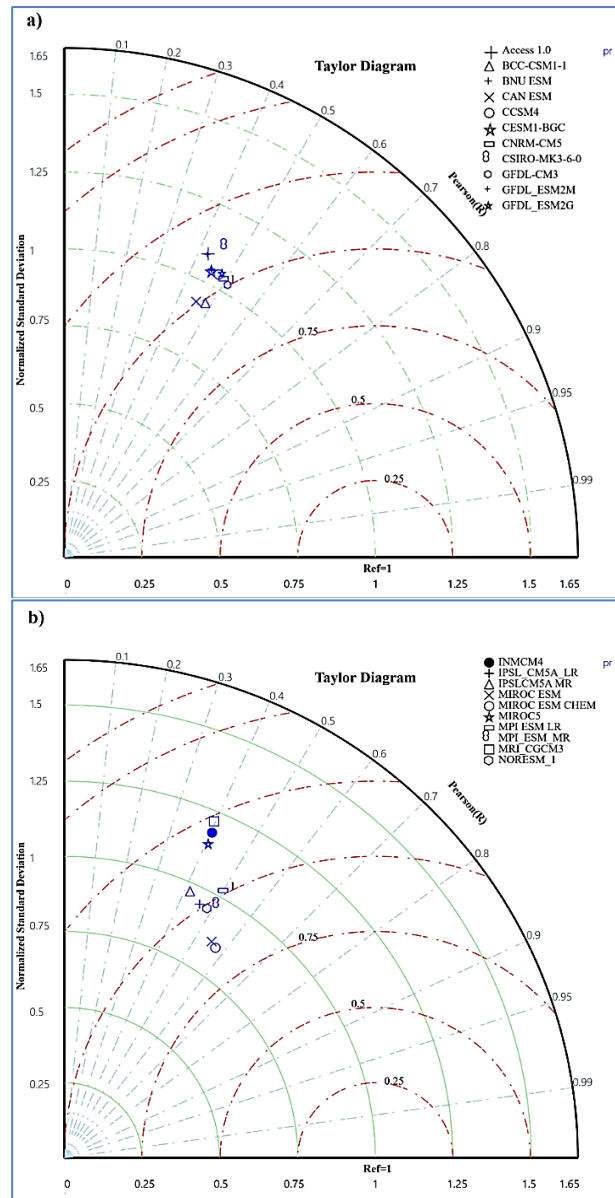 a)
Taylor Diagram
pr
Access 1.0
BCC-CSM1-1
BNU ESM
CAN ESM
CCSM4
CESM1-BGC
CNRM-CM5
CSIRO-MK3-6-0
GFDL-CM3
GFDL_ESM2M
GFDL_ESM2G
Normalized Standard Deviation
1.65
1.5
1.25
1
0.75
0.5
0.25
0.1
0.2
0.3
0.4
0.5
0.6
0.7
0.8
0.9
0.95
0.99
Pearson(R)
1
0.75
0.5
0.25
Ref=1
0
0.25
0.5
0.75
1
1.25
1.5
1.65
b)
Taylor Diagram
pr
INMCM4
IPSL_CM5A_LR
IPSLCM5A MR
MIROC ESM
MIROC ESM CHEM
MIROC5
MPI ESM LR
MPI_ESM_MR
MRI_CGCM3
NORESM_1
Normalized Standard Deviation
1.65
1.5
1.25
1
0.75
0.5
0.25
0.1
0.2
0.3
0.4
0.5
0.6
0.7
0.8
0.9
0.95
0.99
Pearson(R)
1
0.75
0.5
0.25
Ref=1
0
0.25
0.5
0.75
1
1.25
1.5
1.65